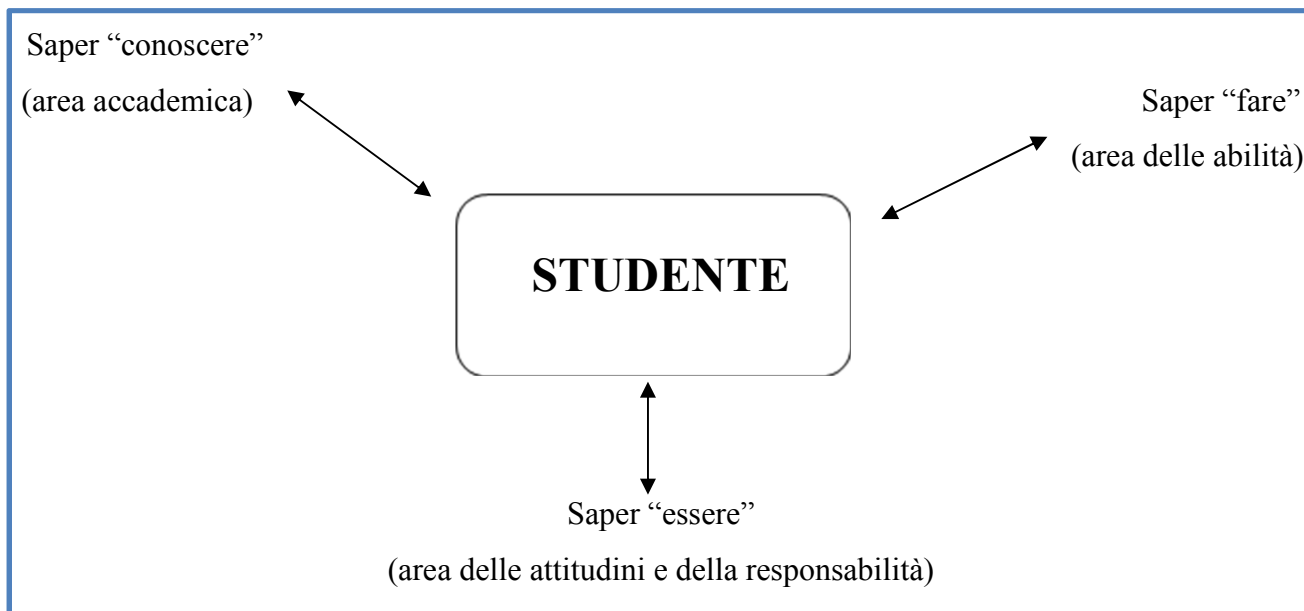 Saper “conoscere”
(area accademica)
Saper “fare”
(area delle abilità)
STUDENTE
Saper “essere”
(area delle attitudini e della responsabilità)